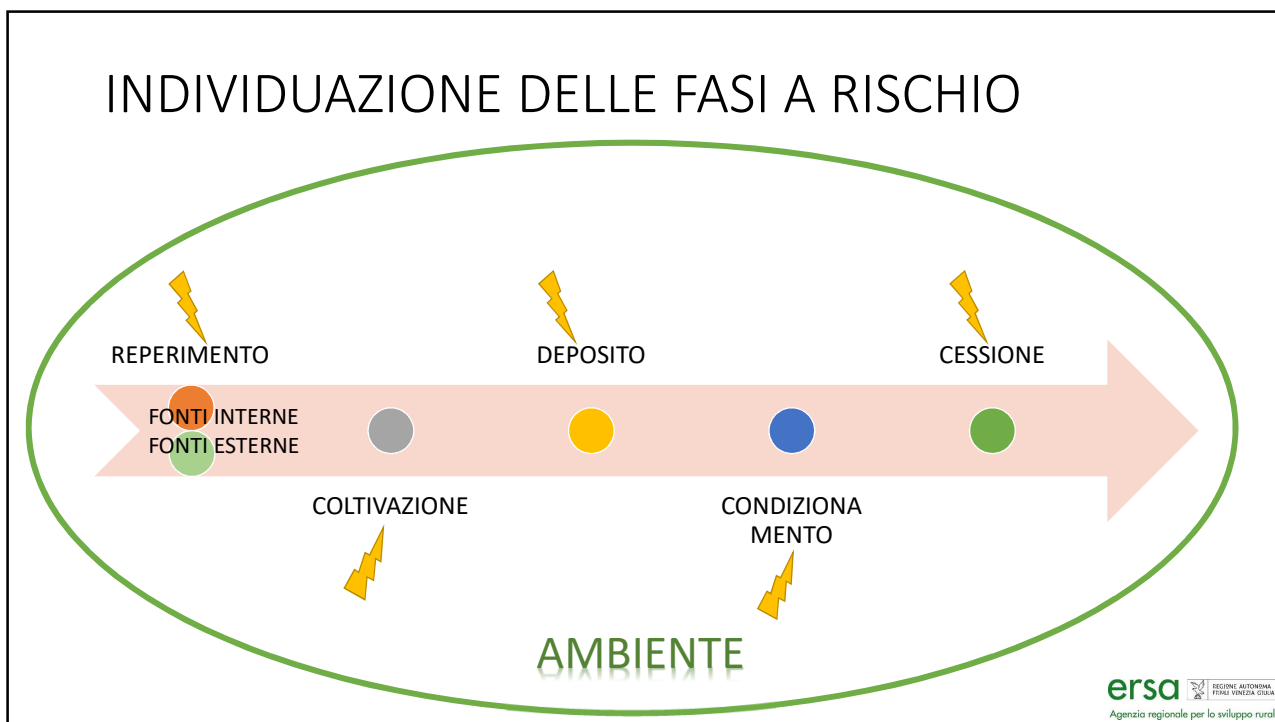 INDIVIDUAZIONE DELLE FASI A RISCHIO
REPERIMENTO
DEPOSITO
CESSIONE
FONTI INTERNE
FONTI ESTERNE
COLTIVAZIONE
CONDIZIONA
MENTO
AMBIENTE
ersa
REGIONE AUTONOMA
FRIULI VENEZIA GIULIA
Agenzia regionale per lo sviluppo rural